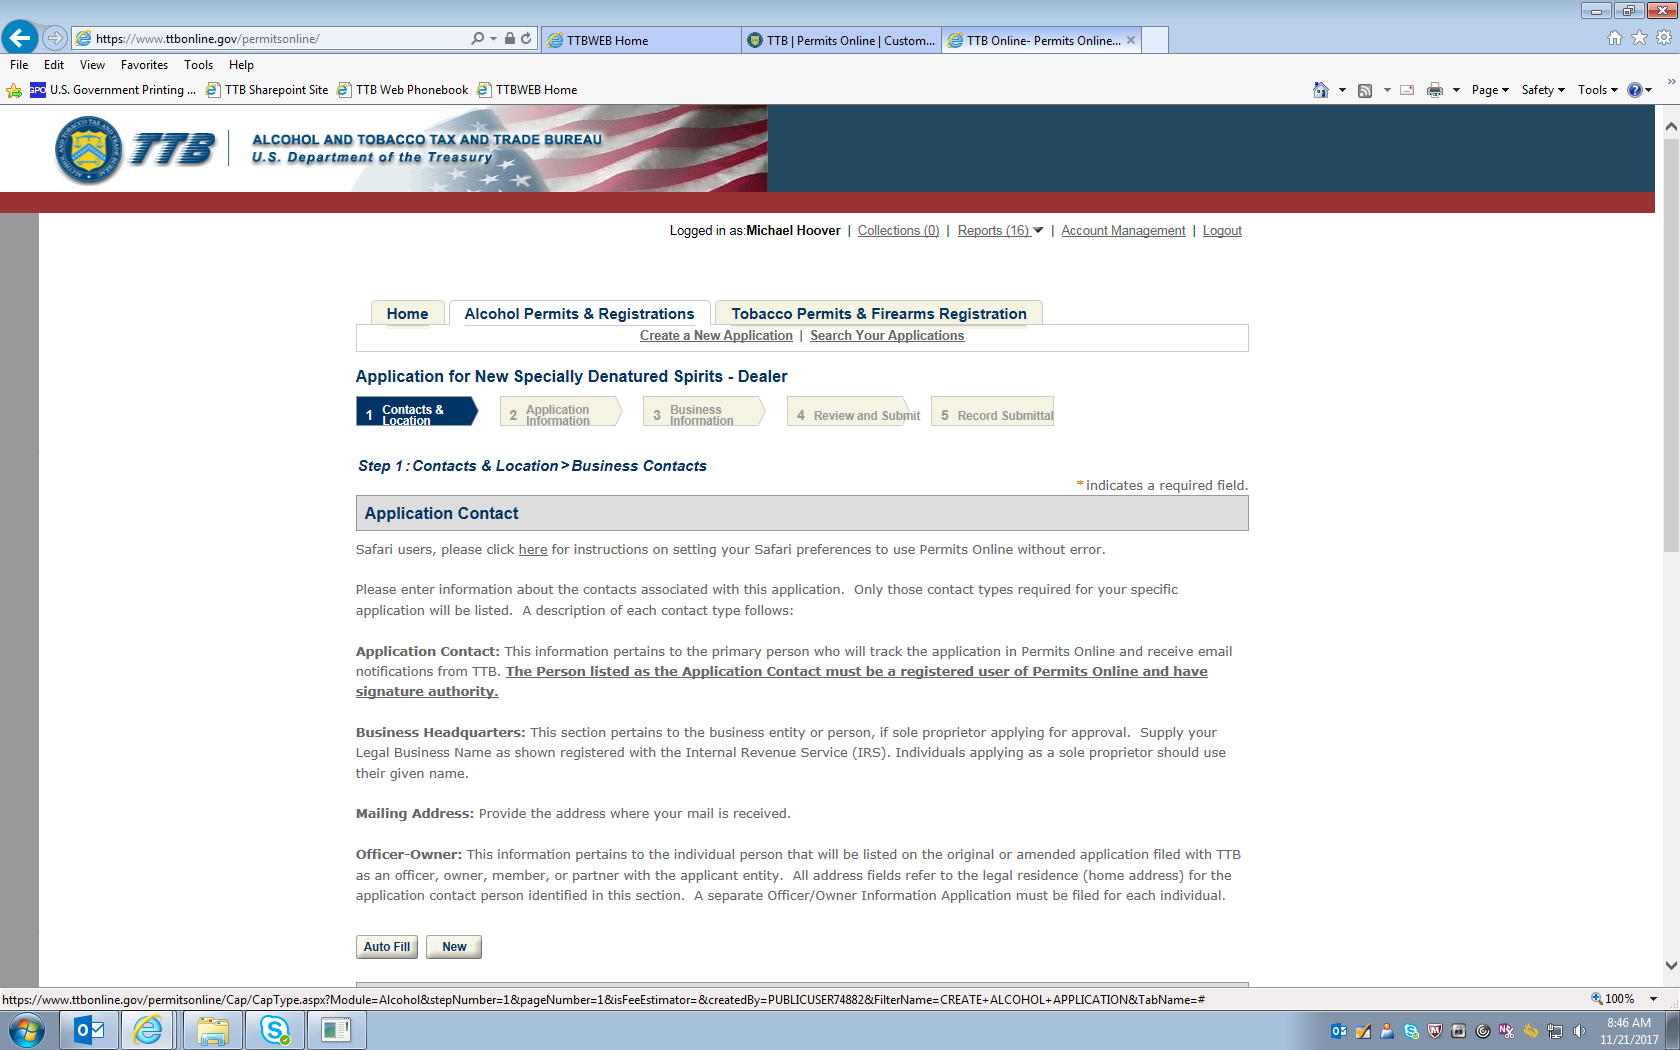 https://www.ttbonline.gov/permitsonline/
TTBWEB Home
TTB | Permits Online | Custom...
TTB Online- Permits Online...
File Edit View Favorites Tools Help
GPO U.S. Government Printing ... TTB Sharepoint Site TTB Web Phonebook TTBWEB Home
Page Safety Tools
TTB
ALCOHOL AND TOBACCO TAX AND TRADE BUREAU
U.S. Department of the Treasury
Logged in as:Michael Hoover | Collections (0) | Reports (16) | Account Management | Logout
Home Alcohol Permits & Registrations Tobacco Permits & Firearms Registration
Create a New Application | Search Your Applications
Application for New Specially Denatured Spirits - Dealer
1 Contacts & Location
2 Application Information
3 Business Information
4 Review and Submit
5 Record Submittal
Step 1:Contacts & Location>Business Contacts
*indicates a required field.
Application Contact
Safari users, please click here for instructions on setting your Safari preferences to use Permits Online without error.
Please enter information about the contacts associated with this application.  Only those contact types required for your specific
application will be listed.  A description of each contact type follows:
Application Contact: This information pertains to the primary person who will track the application in Permits Online and receive email
notifications from TTB. The Person listed as the Application Contact must be a registered user of Permits Online and have
signature authority.
Business Headquarters: This section pertains to the business entity or person, if sole proprietor applying for approval.  Supply your
Legal Business Name as shown registered with the Internal Revenue Service (IRS). Individuals applying as a sole proprietor should use
their given name.
Mailing Address: Provide the address where your mail is received.
Officer-Owner: This information pertains to the individual person that will be listed on the original or amended application filed with TTB
as an officer, owner, member, or partner with the applicant entity.  All address fields refer to the legal residence (home address) for the
application contact person identified in this section.  A separate Officer/Owner Information Application must be filed for each individual.
Auto Fill New
https://www.ttbonline.gov/permitsonline/Cap/CapType.aspx?Module=Alcohol&stepNumber=1&pageNumber=1&isFeeEstimator=&createdBy=PUBLICUSER74882&FilterName=CREATE+ALCOHOL+APPLICATION&TabName=#
100%
8:46 AM
11/21/2017